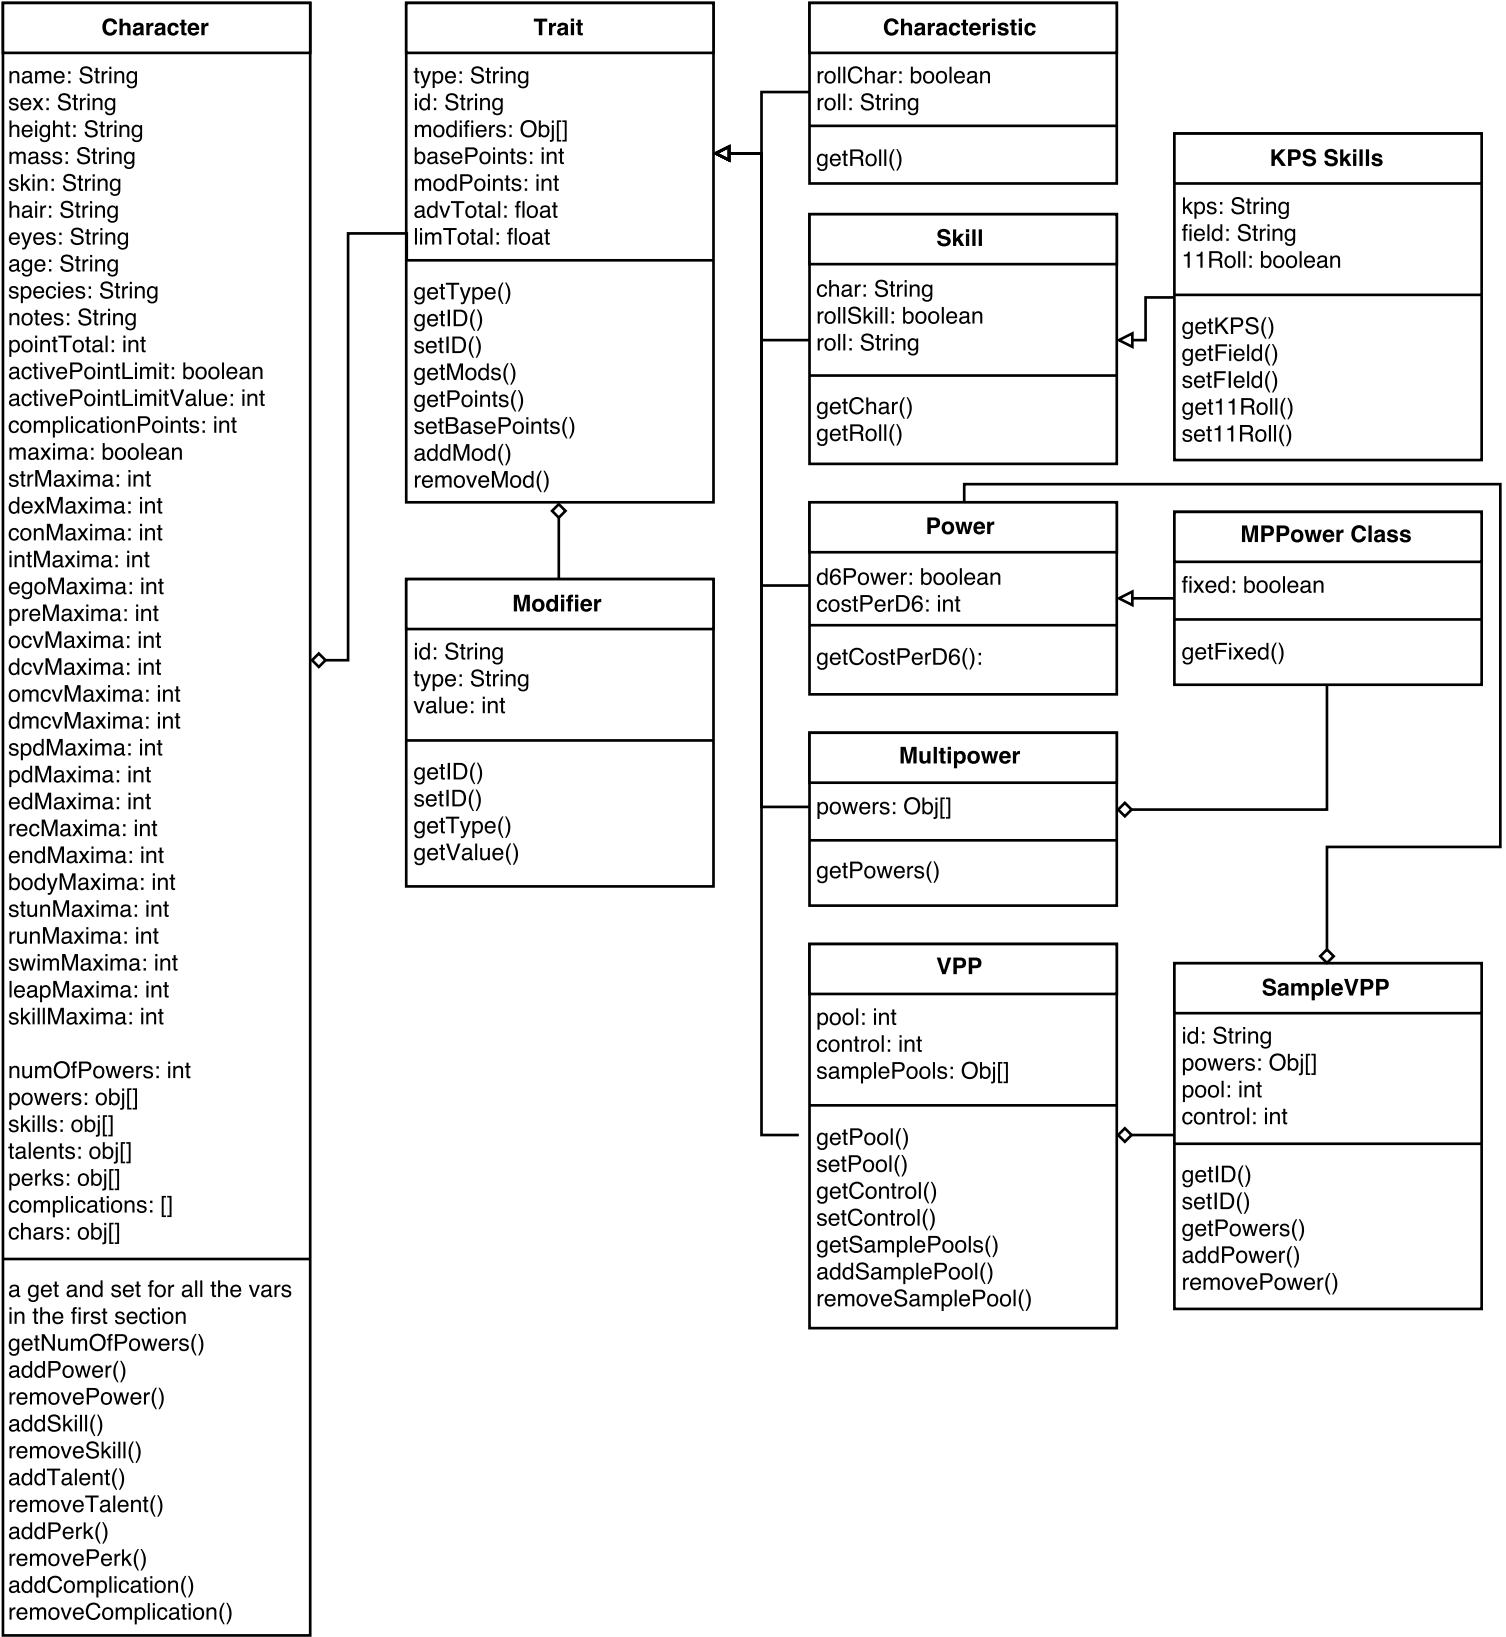 Character
name: String
sex: String
height: String
mass: String
skin: String
hair: String
eyes: String
age: String
species: String
notes: String
pointTotal: int
activePointLimit: boolean
activePointLimitValue: int
complicationPoints: int
maxima: boolean
strMaxima: int
dexMaxima: int
conMaxima: int
intMaxima: int
egoMaxima: int
preMaxima: int
ocvMaxima: int
dcvMaxima: int
omcvMaxima: int
dmcvMaxima: int
spdMaxima: int
pdMaxima: int
edMaxima: int
recMaxima: int
endMaxima: int
bodyMaxima: int
stunMaxima: int
runMaxima: int
swimMaxima: int
leapMaxima: int
skillMaxima: int
numOfPowers: int
powers: obj[]
skills: obj[]
talents: obj[]
perks: obj[]
complications: []
chars: obj[]
a get and set for all the vars
in the first section
getNumOfPowers()
addPower()
removePower()
addSkill()
removeSkill()
addTalent()
removeTalent()
addPerk()
removePerk()
addComplication()
removeComplication()
Trait
type: String
id: String
modifiers: Obj[]
basePoints: int
modPoints: int
advTotal: float
limTotal: float
getType()
getID()
setID()
getMods()
getPoints()
setBasePoints()
addMod()
removeMod()
Modifier
id: String
type: String
value: int
getID()
setID()
getType()
getValue()
Characteristic
rollChar: boolean
roll: String
getRoll()
Skill
char: String
rollSkill: boolean
roll: String
getChar()
getRoll()
KPS Skills
kps: String
field: String
11Roll: boolean
getKPS()
getField()
setFIeld()
get11Roll()
set11Roll()
Power
d6Power: boolean
costPerD6: int
getCostPerD6():
MPPower Class
fixed: boolean
getFixed()
Multipower
powers: Obj[]
getPowers()
VPP
pool: int
control: int
samplePools: Obj[]
getPool()
setPool()
getControl()
setControl()
getSamplePools()
addSamplePool()
removeSamplePool()
SampleVPP
id: String
powers: Obj[]
pool: int
control: int
getID()
setID()
getPowers()
addPower()
removePower()